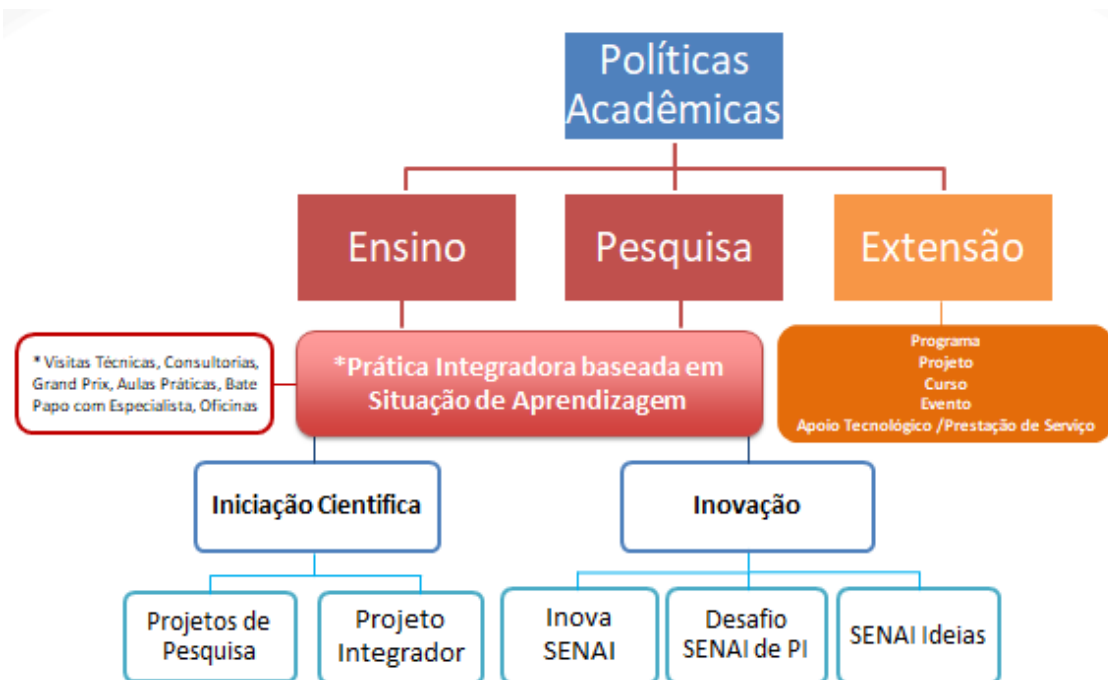 Políticas
Acadêmicas
Ensino
Pesquisa
Extensão
* Visitas Técnicas, Consultorias,
Grand Prix, Aulas Práticas, Bate
Papo com Especialista, Oficinas
*Prática Integradora baseada em
Situação de Aprendizagem
Programa
Projeto
Curso
Evento
Apoio Tecnológico /Prestação de Serviço
Iniciação Cientifica
Inovação
Projetos de
Pesquisa
Projeto
Integrador
Inova
SENAI
Desafio
SENAI de PI
SENAI Ideias